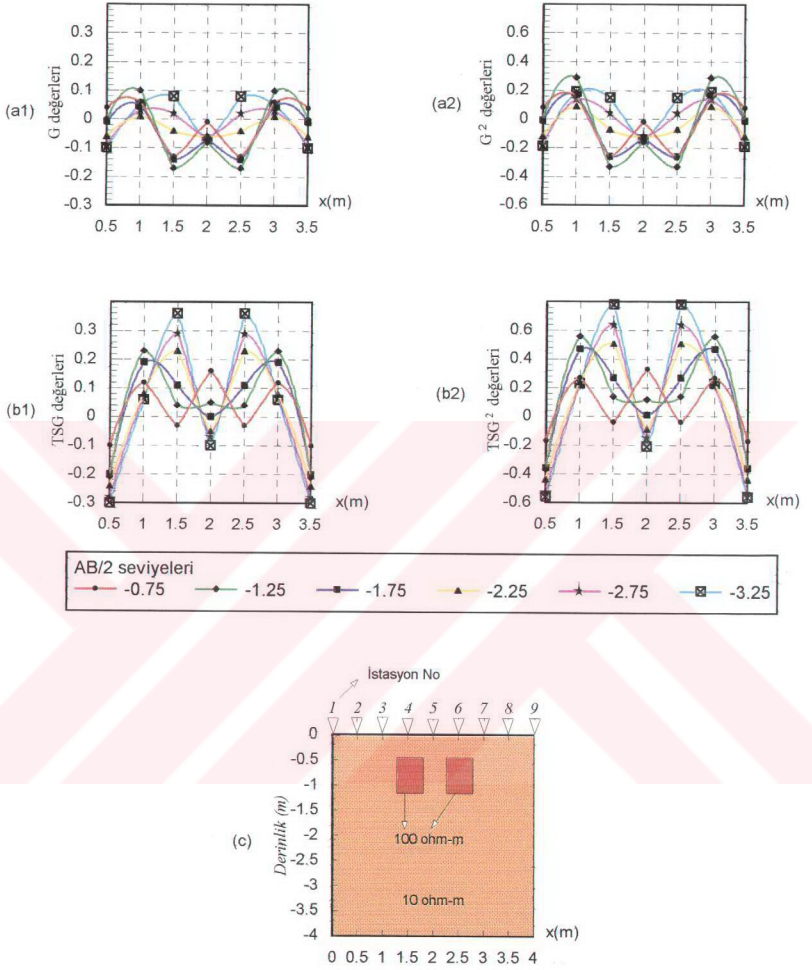 (a1)
G değerleri
0.3
0.2
0.1
0
-0.1
-0.2
-0.3
x(m)
0.5 1 1.5 2 2.5 3 3.5
(a2)
G 2 değerleri
0.6
0.4
0.2
0
-0.2
-0.4
-0.6
x(m)
0.5 1 1.5 2 2.5 3 3.5
(b1)
TSG değerleri
0.3
0.2
0.1
0
-0.1
-0.2
-0.3
x(m)
0.5 1 1.5 2 2.5 3 3.5
(b2)
TSG 2 değerleri
0.6
0.4
0.2
0
-0.2
-0.4
-0.6
x(m)
0.5 1 1.5 2 2.5 3 3.5
AB/2 seviyeleri
-0.75 -1.25 -1.75 -2.25 -2.75 -3.25
İstasyon No
1 2 3 4 5 6 7 8 9
(c)
Derinlik (m)
0
-0.5
-1
-1.5
-2
-2.5
-3
-3.5
-4
100 ohm-m
10 ohm-m
x(m)
0 0.5 1 1.5 2 2.5 3 3.5 4